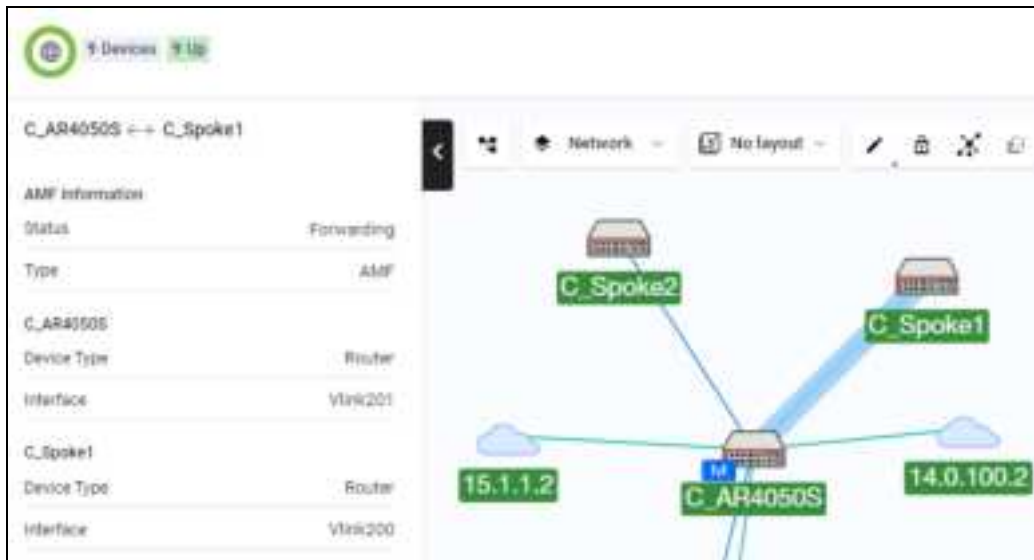 9 Devices 9 Up
C_AR4050S ←→ C_Spoke1
AMF Information
Status Forwarding
Type AMF
C_AR4050S
Device Type Router
Interface Vlink201
C_Spoke1
Device Type Router
Interface Vlink200
Network No layout
C_Spoke2
C_Spoke1
15.1.1.2
M
C_AR4050S
14.0.100.2